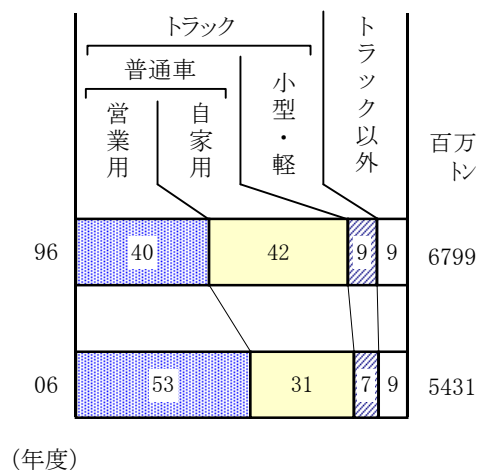 トラック
普通車
営業用
自家用
小型・軽
トラック以外
百万
トン
96 40 42 9 9 6799
06 53 31 7 9 5431
(年度)